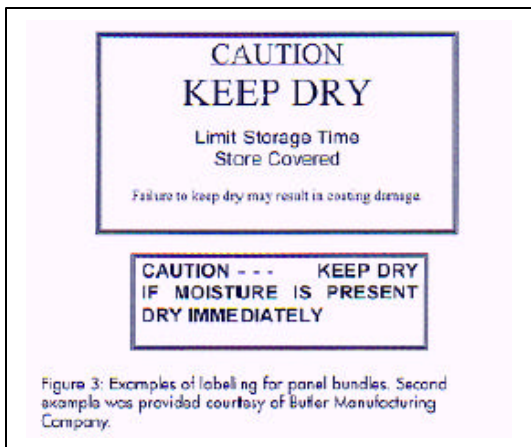 CAUTION
KEEP DRY
Limit Storage Time
Store Covered
Failure to keep dry may result in coating damage.
CAUTION - - - KEEP DRY
IF MOISTURE IS PRESENT
DRY IMMEDIATELY
Figure 3: Examples of labeling for panel bundles. Second
example was provided courtesy of Butler Manufacturing
Company.